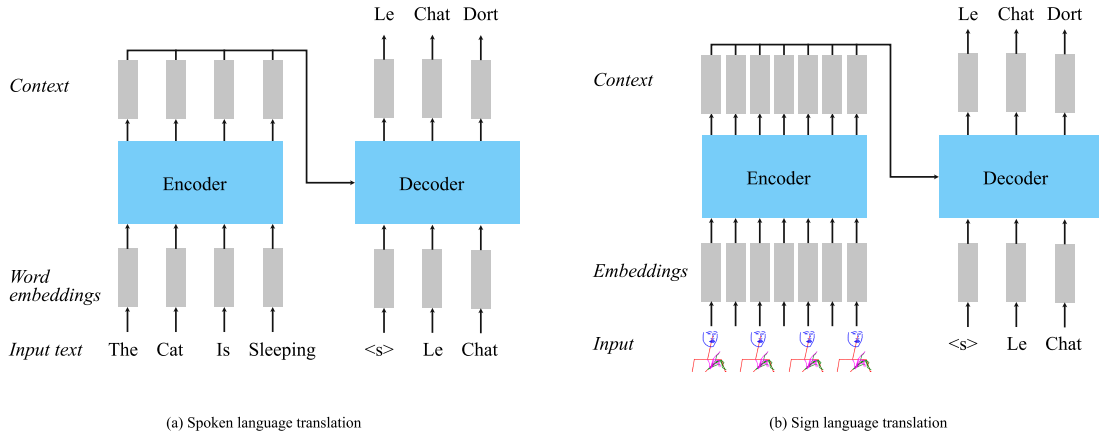 Le Chat Dort
Context
Encoder
Decoder
Word
embeddings
Input text The Cat Is Sleeping <s> Le Chat
(a) Spoken language translation
Le Chat Dort
Context
Encoder
Decoder
Embeddings
Input <s> Le Chat
(b) Sign language translation